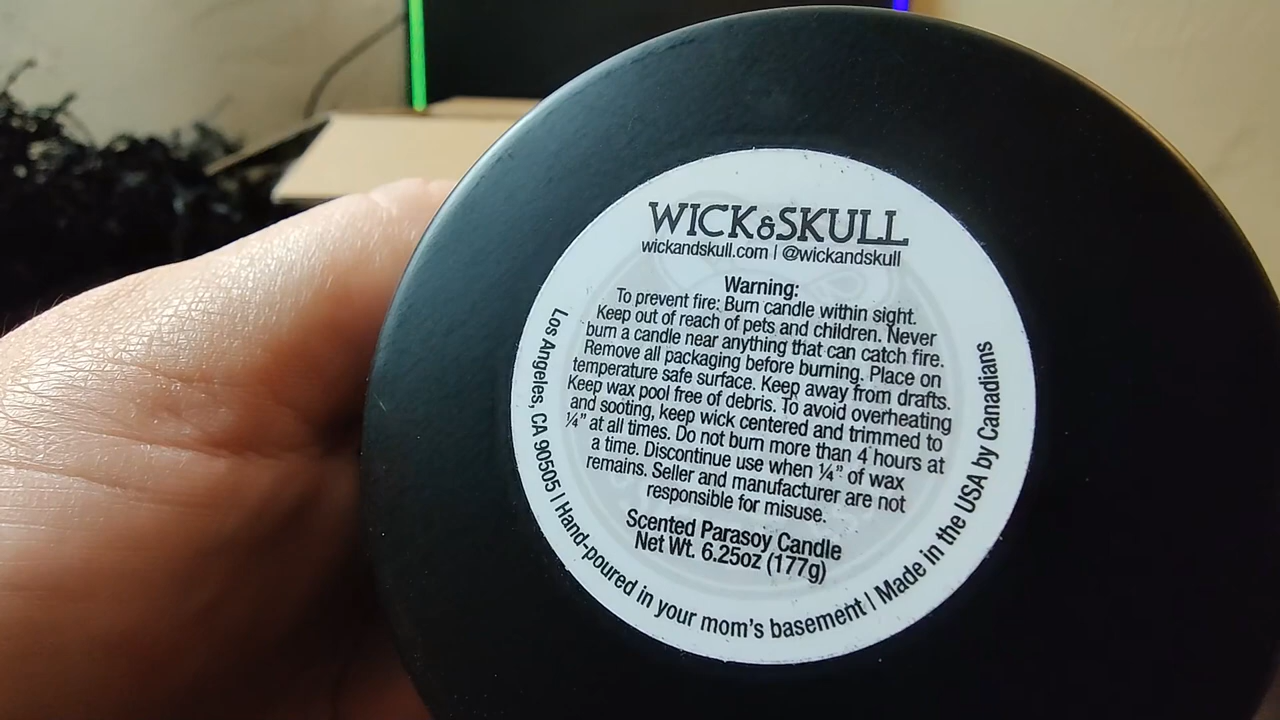 WICK&SKULL
wickandskull.com | @wickandskull
Warning:
To prevent fire: Burn candle within sight.
Keep out of reach of pets and children. Never
burn a candle near anything that can catch fire.
Remove all packaging before burning. Place on
temperature safe surface. Keep away from drafts.
Keep wax pool free of debris. To avoid overheating
and sooting, keep wick centered and trimmed to
¼” at all times. Do not burn more than 4 hours at
a time. Discontinue use when ¼” of wax
remains. Seller and manufacturer are not
responsible for misuse.
Scented Parasoy Candle
Net Wt. 6.25oz (177g)
Los Angeles, CA 90505 | Hand-poured in your mom's basement | Made in the USA by Canadians